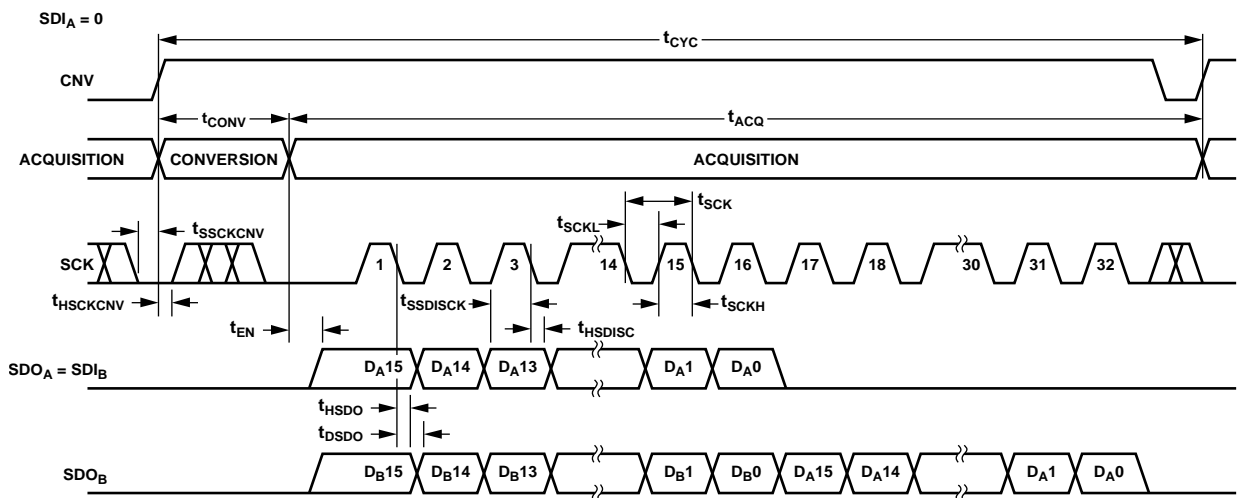 SDIA = 0
tCYC
CNV
tCONV tACQ
ACQUISITION CONVERSION ACQUISITION
tSCK
tSSCKCNV tSCKL
SCK 1 2 3 14 15 16 17 18 30 31 32
tHSCKCNV tSSDISCK tSCKH
tEN tHSDISC
SDOA = SDIB DA15 DA14 DA13 DA1 DA0
tHSDO
tDSDO
SDOB DB15 DB14 DB13 DB1 DB0 DA15 DA14 DA1 DA0